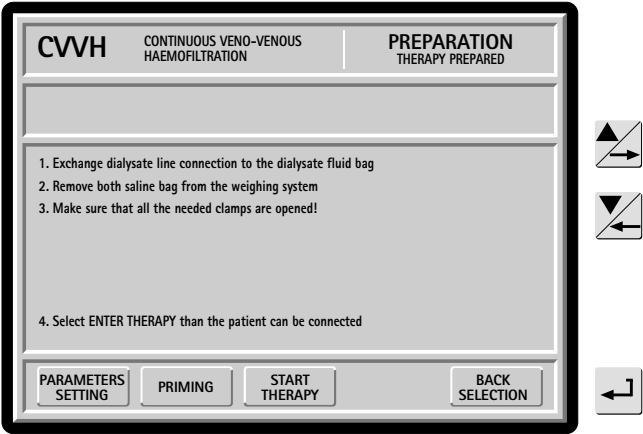 CVVH
CONTINUOUS VENO-VENOUS
HAEMOFILTRATION
PREPARATION
THERAPY PREPARED
1. Exchange dialysate line connection to the dialysate fluid bag
2. Remove both saline bag from the weighing system
3. Make sure that all the needed clamps are opened!
4. Select ENTER THERAPY than the patient can be connected
PARAMETERS
SETTING
PRIMING
START
THERAPY
BACK
SELECTION